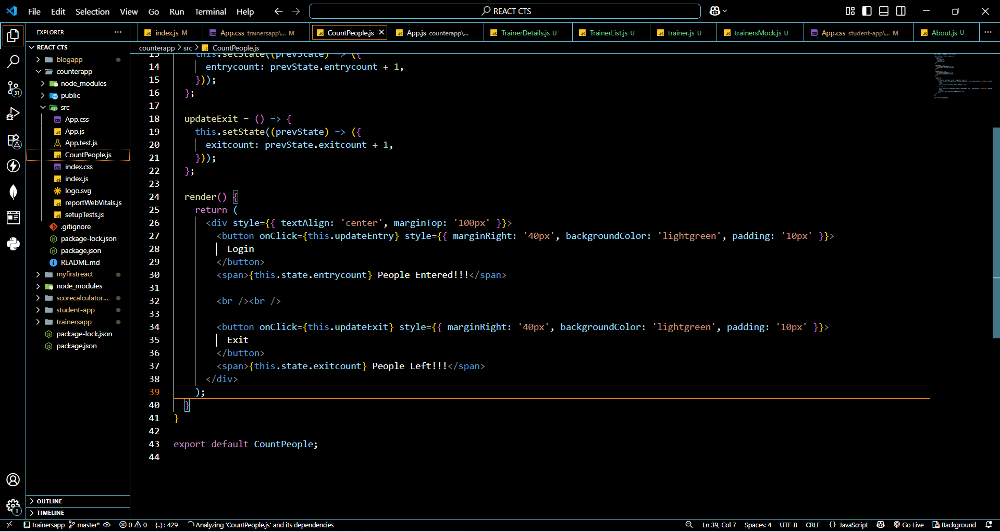 File Edit Selection View Go Run Terminal Help
REACT CTS
EXPLORER
index.js M
App.css trainersapp\... M
CountPeople.js
App.js counterapp\...
TrainerDetails.js U
TrainerList.js U
trainer.js U
trainersMock.js U
App.css student-app\... M
About.js U
REACT CTS
blogapp
counterapp
node_modules
public
src
App.css
App.js
App.test.js
CountPeople.js
index.css
index.js
logo.svg
reportWebVitals.js
setupTests.js
.gitignore
package-lock.json
package.json
README.md
myfirstreact
node_modules
scorecalculator...
student-app
trainersapp
package-lock.json
package.json
OUTLINE
TIMELINE
31
1
counterapp > src > CountPeople.js
13 this.setState((prevState) => ({
14 entrycount: prevState.entrycount + 1,
15 }));
16 };
17
18 updateExit = () => {
19 this.setState((prevState) => ({
20 exitcount: prevState.exitcount + 1,
21 }));
22 };
23
24 render() {
25 return (
26 <div style={{ textAlign: 'center', marginTop: '100px' }}>
27 <button onClick={this.updateEntry} style={{ marginRight: '40px', backgroundColor: 'lightgreen', padding: '10px' }}>
28 Login
29 </button>
30 <span>{this.state.entrycount} People Entered!!!</span>
31
32 <br /><br />
33
34 <button onClick={this.updateExit} style={{ marginRight: '40px', backgroundColor: 'lightgreen', padding: '10px' }}>
35 Exit
36 </button>
37 <span>{this.state.exitcount} People Left!!!</span>
38 </div>
39 );
40 }
41 }
42
43 export default CountPeople;
44
trainersapp master* 0 0 {..} : 429 Analyzing 'CountPeople.js' and its dependencies
Ln 39, Col 7 Spaces: 4 UTF-8 CRLF {} JavaScript Go Live Background